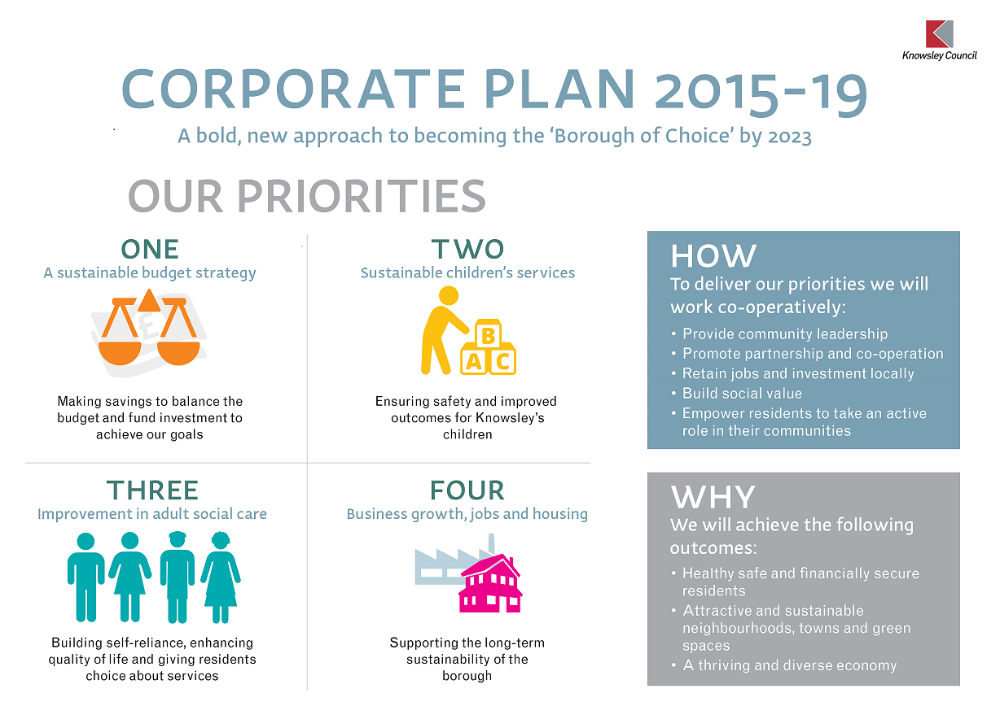 Knowsley Council
CORPORATE PLAN 2015-19
A bold, new approach to becoming the ‘Borough of Choice’ by 2023
OUR PRIORITIES
ONE
A sustainable budget strategy
£
Making savings to balance the
budget and fund investment to
achieve our goals
TWO
Sustainable children’s services
B
A C
Ensuring safety and improved
outcomes for Knowsley’s
children
THREE
Improvement in adult social care
Building self-reliance, enhancing
quality of life and giving residents
choice about services
FOUR
Business growth, jobs and housing
Supporting the long-term
sustainability of the
borough
HOW
To deliver our priorities we will
work co-operatively:
• Provide community leadership
• Promote partnership and co-operation
• Retain jobs and investment locally
• Build social value
• Empower residents to take an active
role in their communities
WHY
We will achieve the following
outcomes:
• Healthy safe and financially secure
residents
• Attractive and sustainable
neighbourhoods, towns and green
spaces
• A thriving and diverse economy